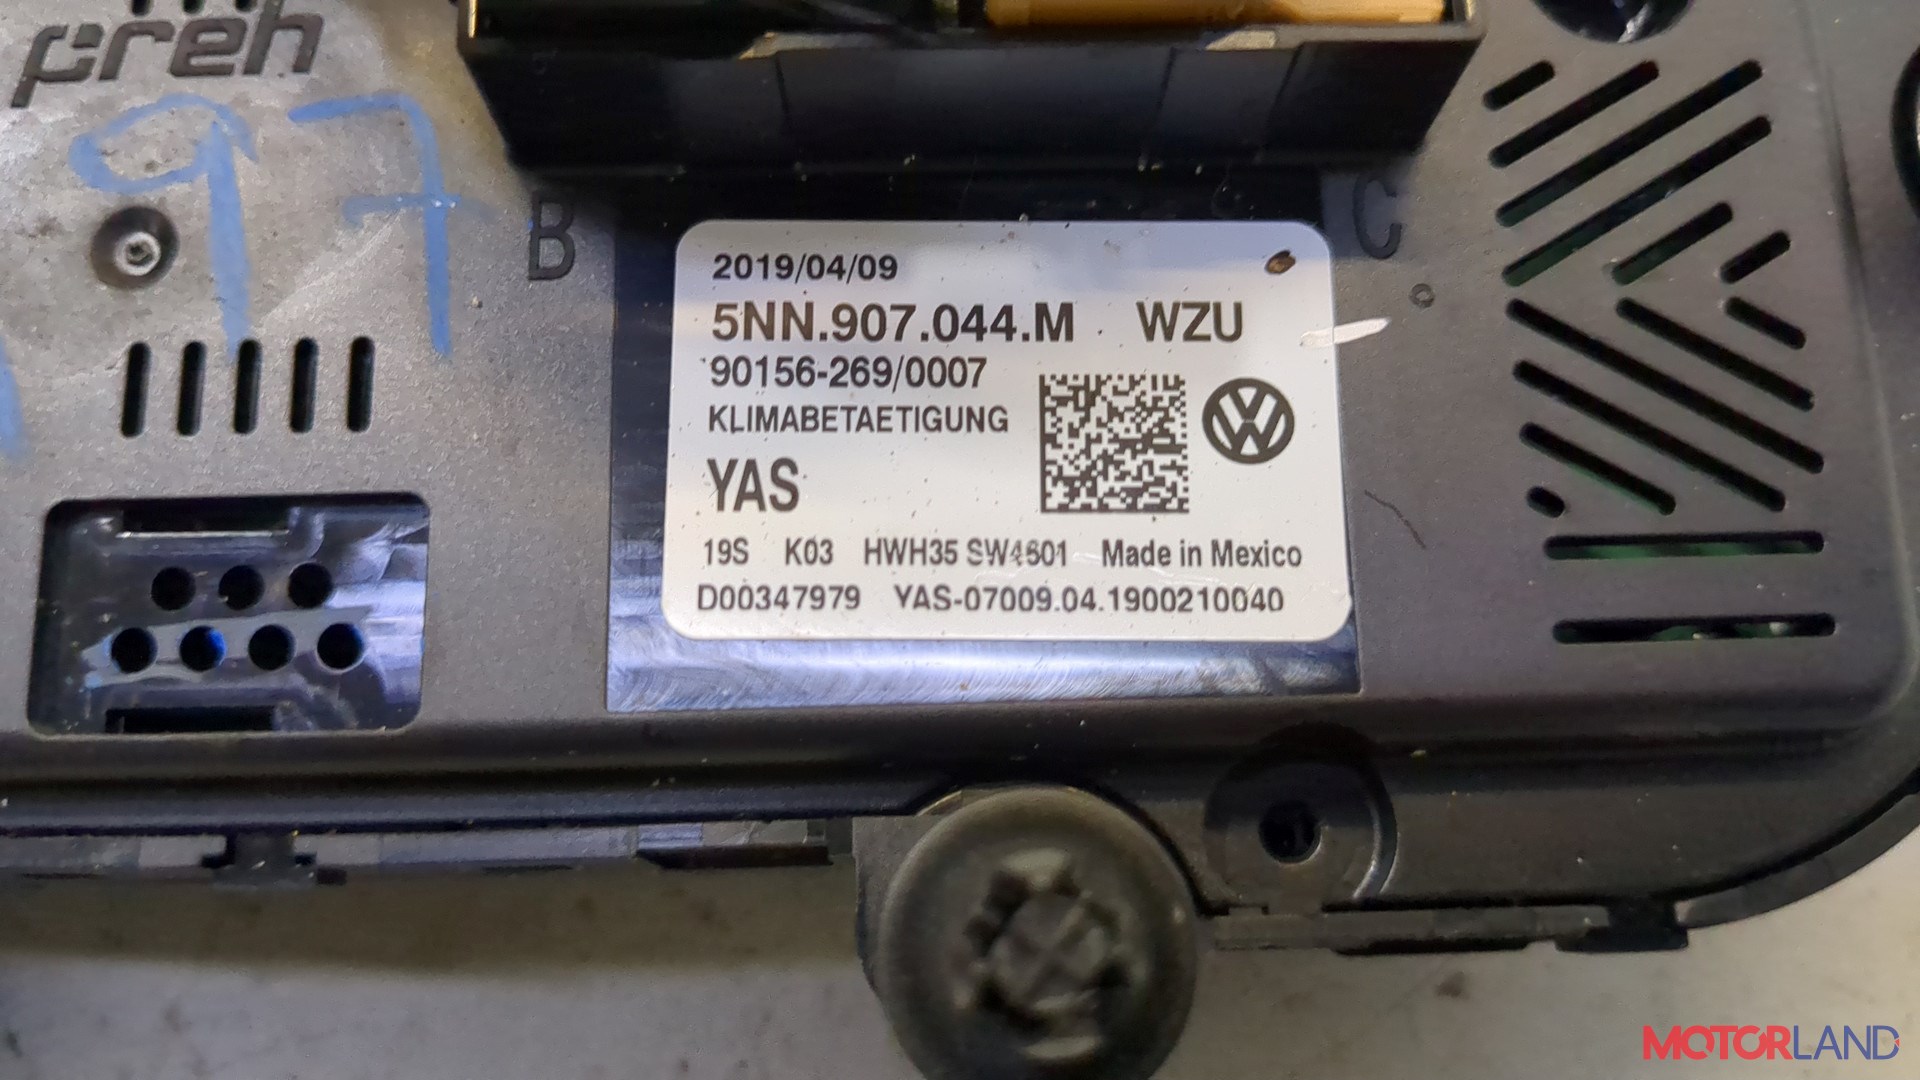 preh
97
B
C
2019/04/09
5NN.907.044.M WZU
90156-269/0007
KLIMABETAETIGUNG
YAS
19S K03 HWH35 SW4601 Made in Mexico
D00347979 YAS-07009.04.1900210040
MOTORLAND